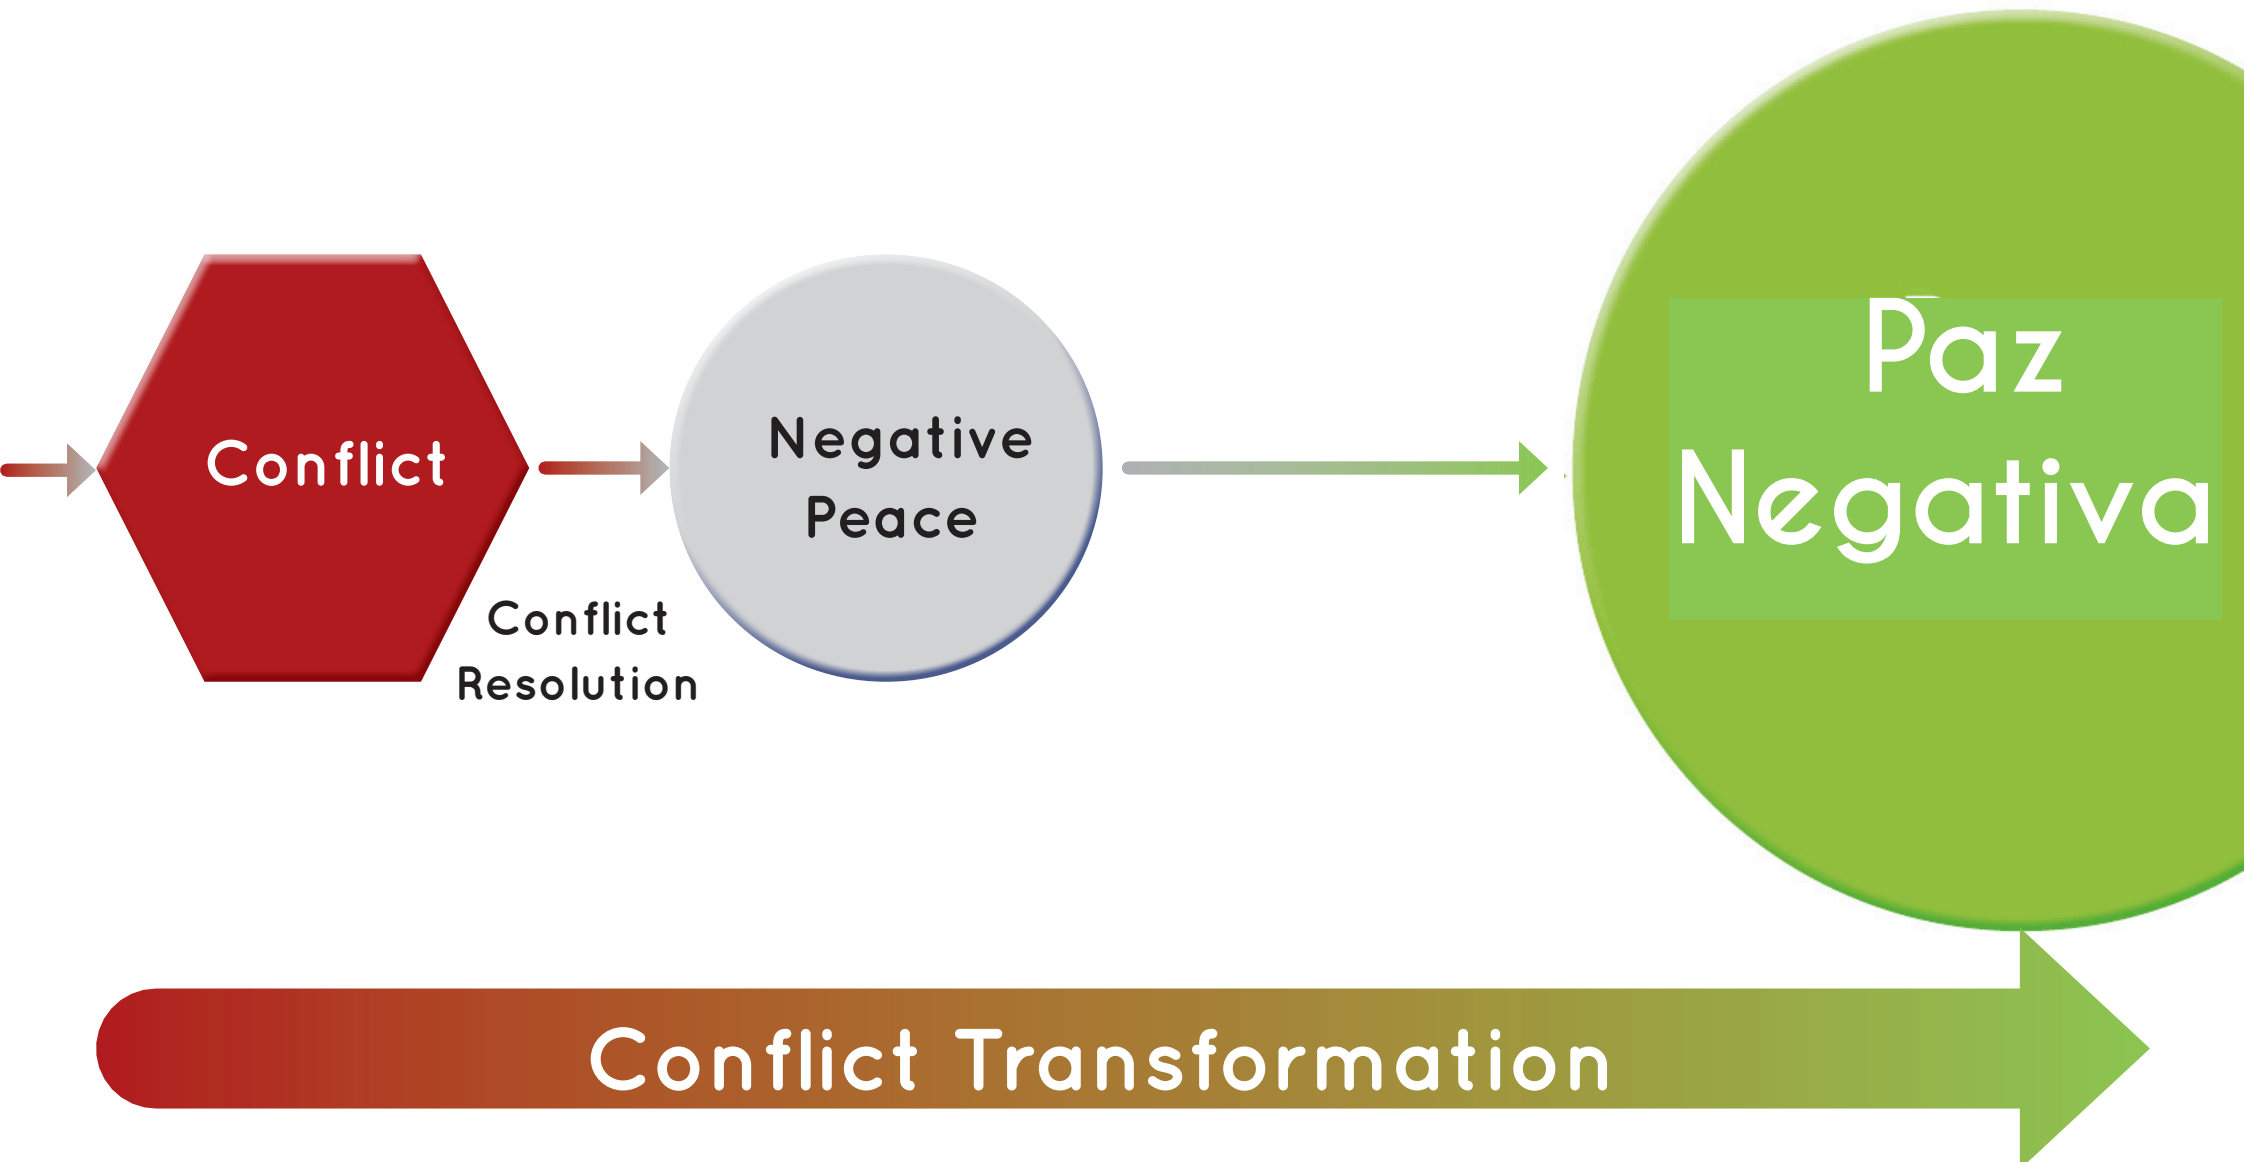 Conflict
Negative
Peace
Conflict
Resolution
Paz
Negativa
Conflict Transformation